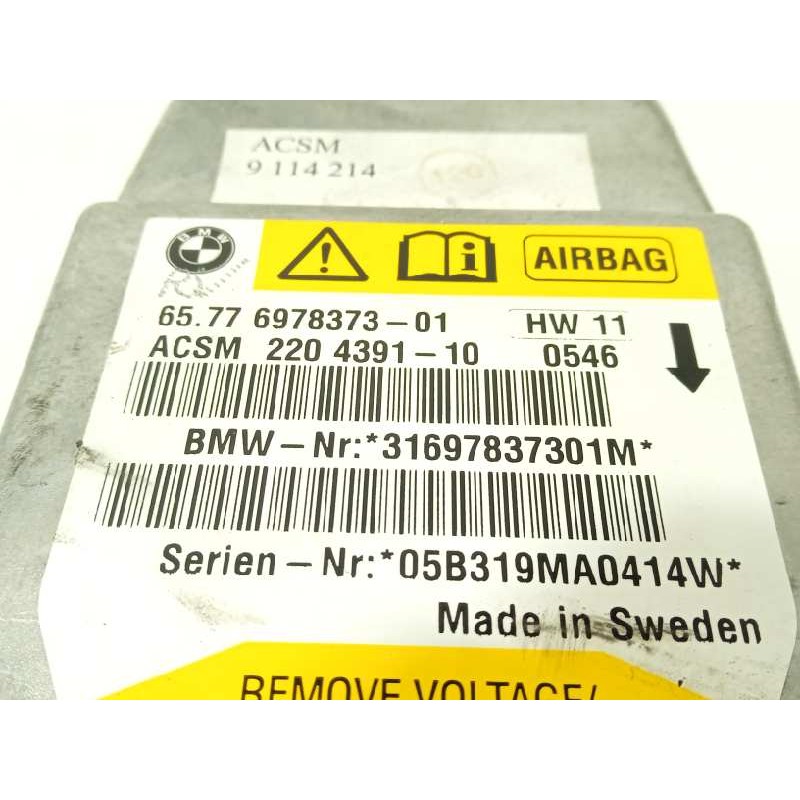 ACSM
9 114 214
BMW
AIRBAG
65.77 6978373-01 HW 11
ACSM 220 4391-10 0546
BMW-Nr:*31697837301M*
Serien-Nr:*05B319MA0414W*
Made in Sweden
REMOVE VOLTAGE/